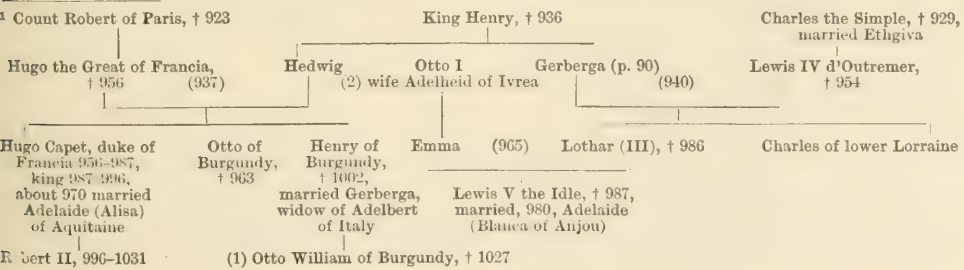 ¹ Count Robert of Paris, † 923 King Henry, † 936 Charles the Simple, † 929,
married Ethgiva
Hugo the Great of Francia, Hedwig Otto I Gerberga (p. 90) Lewis IV d'Outremer,
† 956 (937) (2) wife Adelheid of Ivrea (940) † 954
Hugo Capet, duke of Otto of Henry of Emma (965) Lothar (III), † 986 Charles of lower Lorraine
Francia 956-987, Burgundy, Burgundy,
king 987-996, † 963 † 1002, Lewis V the Idle, † 987,
about 970 married married Gerberga, married, 980, Adelaide
Adelaide (Alisa) widow of Adelbert (Blanca of Anjou)
of Aquitaine of Italy
R bert II, 996-1031 (1) Otto William of Burgundy, † 1027